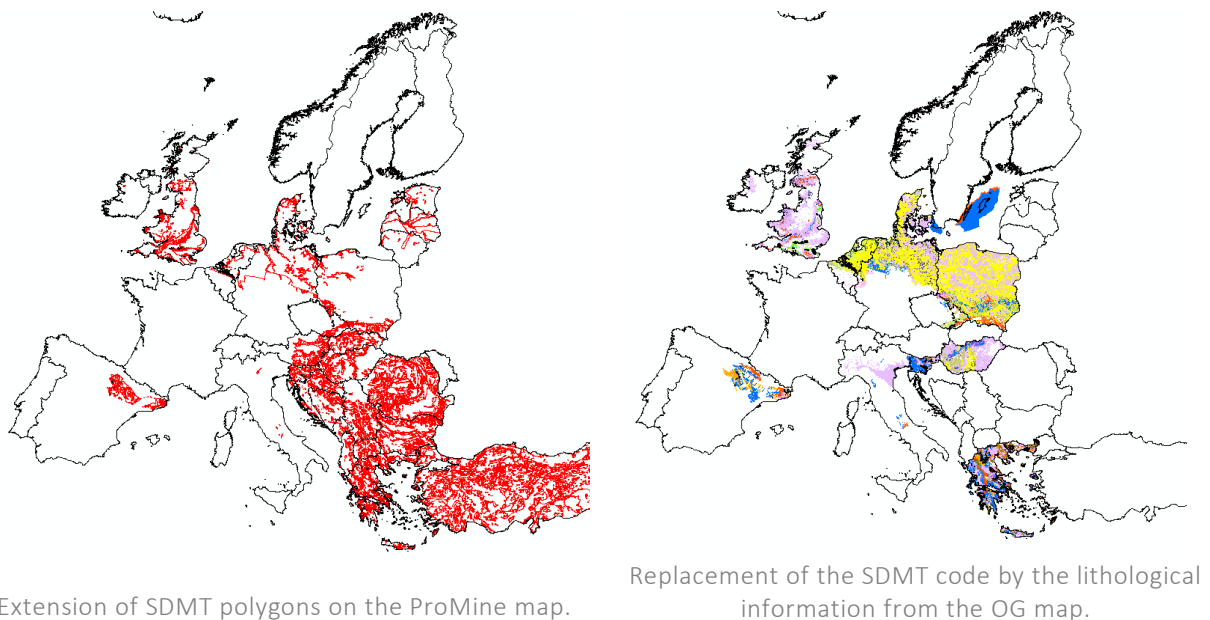 Extension of SDMT polygons on the ProMine map.
Replacement of the SDMT code by the lithological
information from the OG map.